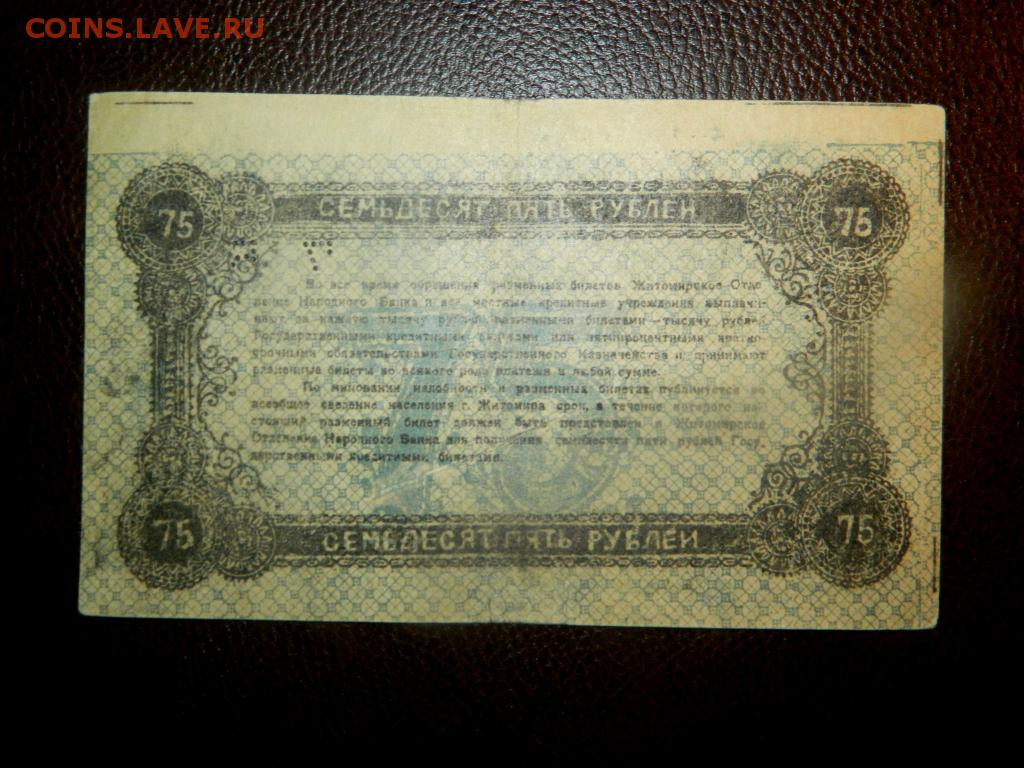 COINS.LAVE.RU
СЕМЬДЕСЯТ ПЯТЬ РУБЛЕЙ
75 75
Во все время обращения разменных билетов Житомирское Отде-
ление Народного Банка и все местные кредитные учреждения выплачи-
вают за каждую тысячу рублей разменными билетами—тысячу рублей
Государственными кредитными билетами или пятипроцентными кратко-
срочными обязательствами Государственного Казначейства и принимают
разменные билеты во всякого рода платежи и любой сумме.
По миновании надобности в разменных билетах публикуется во
всеобщее сведение населения г. Житомира срок, в течение которого на-
стоящий разменный билет должен быть представлен в Житомирское
Отделение Народного Банка для получения семидесяти пяти рублей Госу-
дарственными кредитными билетами.
75 75
СЕМЬДЕСЯТ ПЯТЬ РУБЛЕЙ